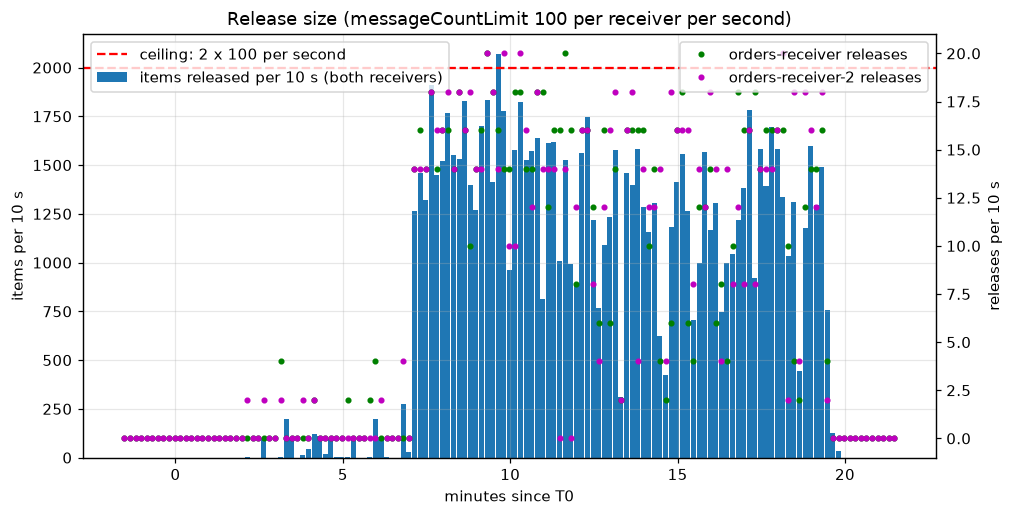 Release size (messageCountLimit 100 per receiver per second)
ceiling: 2 x 100 per second
items released per 10 s (both receivers)
orders-receiver releases
orders-receiver-2 releases
items per 10 s
2000
1750
1500
1250
1000
750
500
250
0
20.0
17.5
15.0
12.5
10.0
7.5
5.0
2.5
0.0
releases per 10 s
0
5
10
15
20
minutes since T0